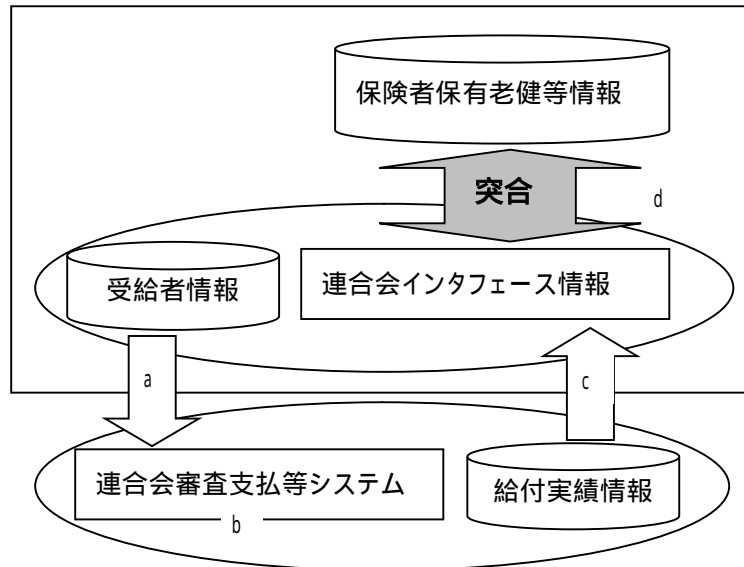 保険者保有老健等情報
突合
d
受給者情報
連合会インタフェース情報
a
c
連合会審査支払等システム
給付実績情報
b